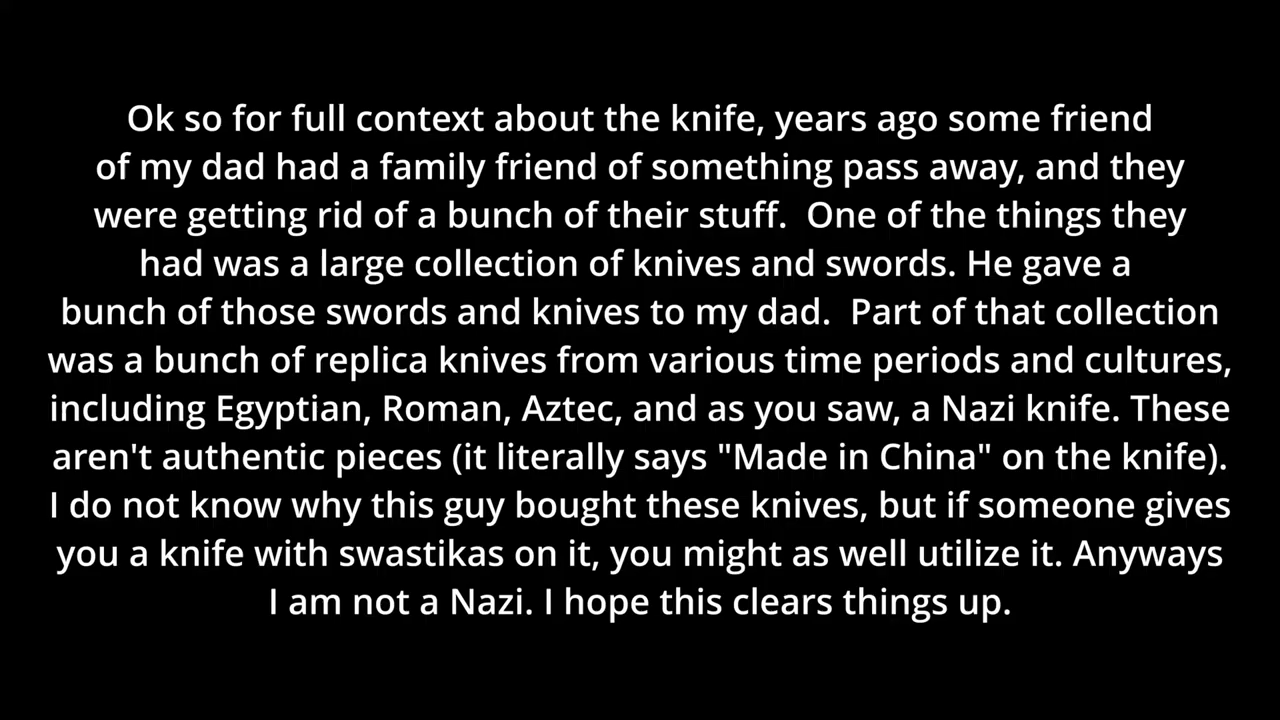 Ok so for full context about the knife, years ago some friend
of my dad had a family friend of something pass away, and they
were getting rid of a bunch of their stuff.  One of the things they
had was a large collection of knives and swords. He gave a
bunch of those swords and knives to my dad.  Part of that collection
was a bunch of replica knives from various time periods and cultures,
including Egyptian, Roman, Aztec, and as you saw, a Nazi knife. These
aren't authentic pieces (it literally says "Made in China" on the knife).
I do not know why this guy bought these knives, but if someone gives
you a knife with swastikas on it, you might as well utilize it. Anyways
I am not a Nazi. I hope this clears things up.